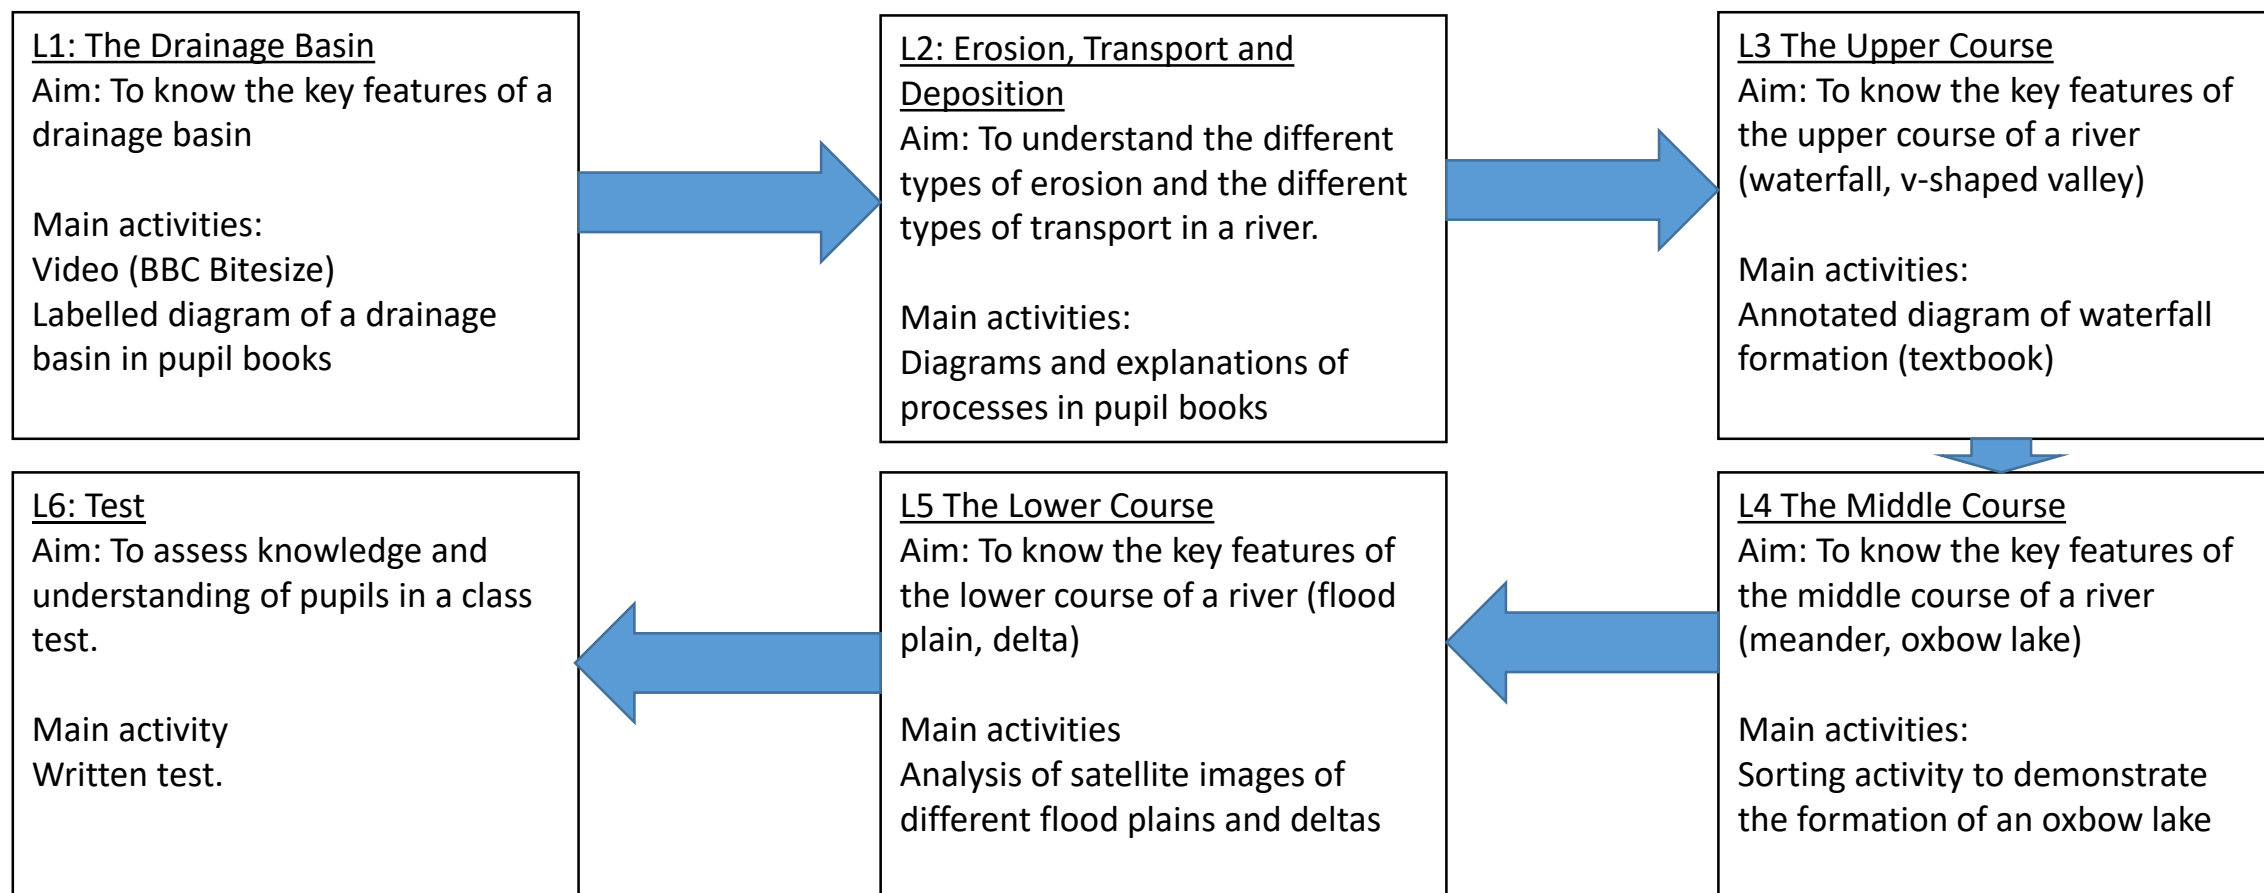 L1: The Drainage Basin
Aim: To know the key features of a
drainage basin
Main activities:
Video (BBC Bitesize)
Labelled diagram of a drainage
basin in pupil books
L2: Erosion, Transport and
Deposition
Aim: To understand the different
types of erosion and the different
types of transport in a river.
Main activities:
Diagrams and explanations of
processes in pupil books
L3 The Upper Course
Aim: To know the key features of
the upper course of a river
(waterfall, v-shaped valley)
Main activities:
Annotated diagram of waterfall
formation (textbook)
L4 The Middle Course
Aim: To know the key features of
the middle course of a river
(meander, oxbow lake)
Main activities:
Sorting activity to demonstrate
the formation of an oxbow lake
L5 The Lower Course
Aim: To know the key features of
the lower course of a river (flood
plain, delta)
Main activities
Analysis of satellite images of
different flood plains and deltas
L6: Test
Aim: To assess knowledge and
understanding of pupils in a class
test.
Main activity
Written test.